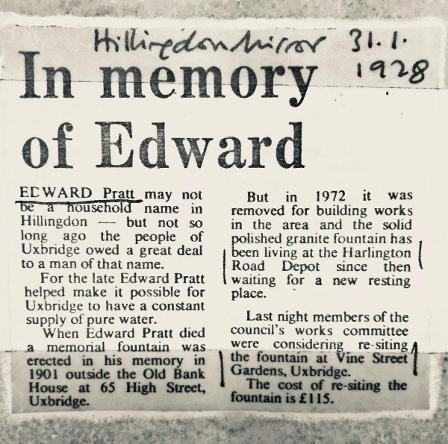 Hillingdon Mirror 31.1.
1928
In memory
of Edward
EDWARD Pratt may not
be a household name in
Hillingdon — but not so
long ago the people of
Uxbridge owed a great deal
to a man of that name.
For the late Edward Pratt
helped make it possible for
Uxbridge to have a constant
supply of pure water.
When Edward Pratt died
a memorial fountain was
erected in his memory in
1901 outside the Old Bank
House at 65 High Street,
Uxbridge.
But in 1972 it was
removed for building works
in the area and the solid
polished granite fountain has
been living at the Harlington
Road Depot since then
waiting for a new resting
place.
Last night members of the
council's works committee
were considering re-siting
the fountain at Vine Street
Gardens, Uxbridge.
The cost of re-siting the
fountain is £115.